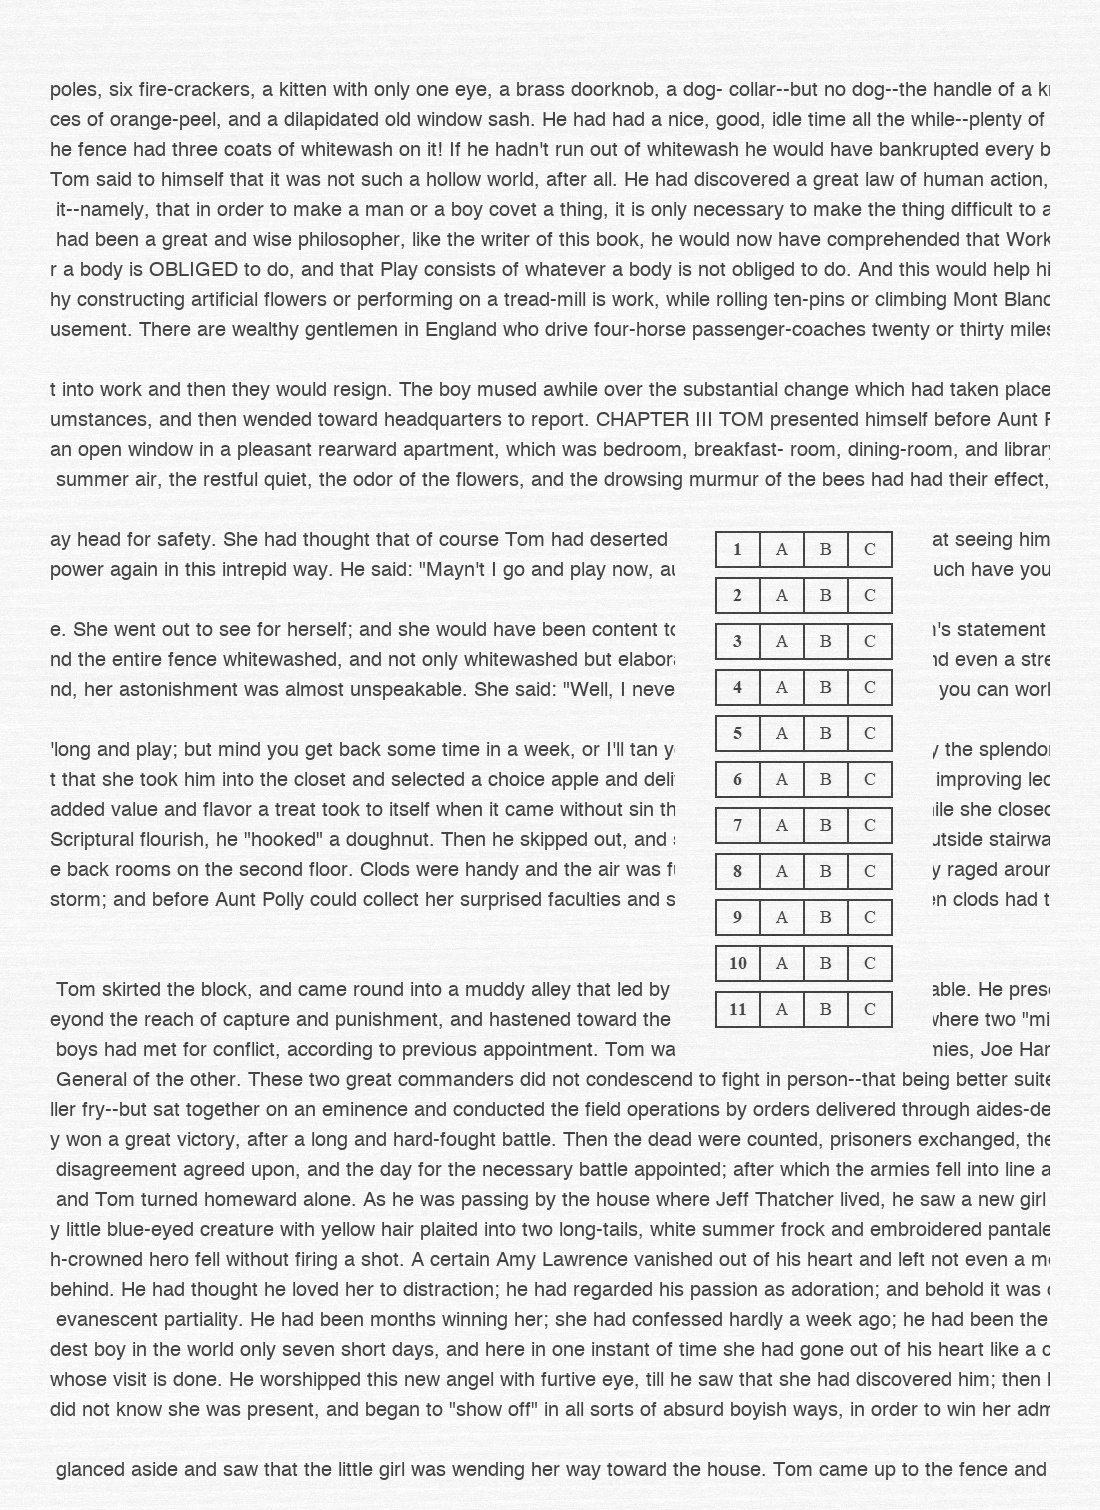 poles, six fire-crackers, a kitten with only one eye, a brass doorknob, a dog- collar--but no dog--the handle of a
ces of orange-peel, and a dilapidated old window sash. He had had a nice, good, idle time all the while--plenty of
he fence had three coats of whitewash on it! If he hadn't run out of whitewash he would have bankrupted every b
Tom said to himself that it was not such a hollow world, after all. He had discovered a great law of human action,
it--namely, that in order to make a man or a boy covet a thing, it is only necessary to make the thing difficult to a
had been a great and wise philosopher, like the writer of this book, he would now have comprehended that Work
r a body is OBLIGED to do, and that Play consists of whatever a body is not obliged to do. And this would help hi
hy constructing artificial flowers or performing on a tread-mill is work, while rolling ten-pins or climbing Mont Blanc
usement. There are wealthy gentlemen in England who drive four-horse passenger-coaches twenty or thirty miles
t into work and then they would resign. The boy mused awhile over the substantial change which had taken place
umstances, and then wended toward headquarters to report. CHAPTER III TOM presented himself before Aunt
an open window in a pleasant rearward apartment, which was bedroom, breakfast- room, dining-room, and library
summer air, the restful quiet, the odor of the flowers, and the drowsing murmur of the bees had had their effect,
ay head for safety. She had thought that of course Tom had deserted at seeing him
power again in this intrepid way. He said: "Mayn't I go and play now, uch have you
e. She went out to see for herself; and she would have been content to 's statement
nd the entire fence whitewashed, and not only whitewashed but elabor nd even a stre
nd, her astonishment was almost unspeakable. She said: "Well, I neve you can work
'long and play; but mind you get back some time in a week, or I'll tan the splendor
t that she took him into the closet and selected a choice apple and deli improving lec
added value and flavor a treat took to itself when it came without sin th ile she closed
Scriptural flourish, he "hooked" a doughnut. Then he skipped out, and utside stairwa
e back rooms on the second floor. Clods were handy and the air was raged aroun
storm; and before Aunt Polly could collect her surprised faculties and s en clods had t
Tom skirted the block, and came round into a muddy alley that led by able. He prese
eyond the reach of capture and punishment, and hastened toward the where two "mi
boys had met for conflict, according to previous appointment. Tom wa mies, Joe Har
General of the other. These two great commanders did not condescend to fight in person--that being better suite
ller fry--but sat together on an eminence and conducted the field operations by orders delivered through aides-de
y won a great victory, after a long and hard-fought battle. Then the dead were counted, prisoners exchanged, the
disagreement agreed upon, and the day for the necessary battle appointed; after which the armies fell into line a
and Tom turned homeward alone. As he was passing by the house where Jeff Thatcher lived, he saw a new girl
y little blue-eyed creature with yellow hair plaited into two long-tails, white summer frock and embroidered pantale
h-crowned hero fell without firing a shot. A certain Amy Lawrence vanished out of his heart and left not even a
behind. He had thought he loved her to distraction; he had regarded his passion as adoration; and behold it was
evanescent partiality. He had been months winning her; she had confessed hardly a week ago; he had been the
dest boy in the world only seven short days, and here in one instant of time she had gone out of his heart like a c
whose visit is done. He worshipped this new angel with furtive eye, till he saw that she had discovered him; then
did not know she was present, and began to "show off" in all sorts of absurd boyish ways, in order to win her adm
glanced aside and saw that the little girl was wending her way toward the house. Tom came up to the fence and
1 A B C
2 A B C
3 A B C
4 A B C
5 A B C
6 A B C
7 A B C
8 A B C
9 A B C
10 A B C
11 A B C